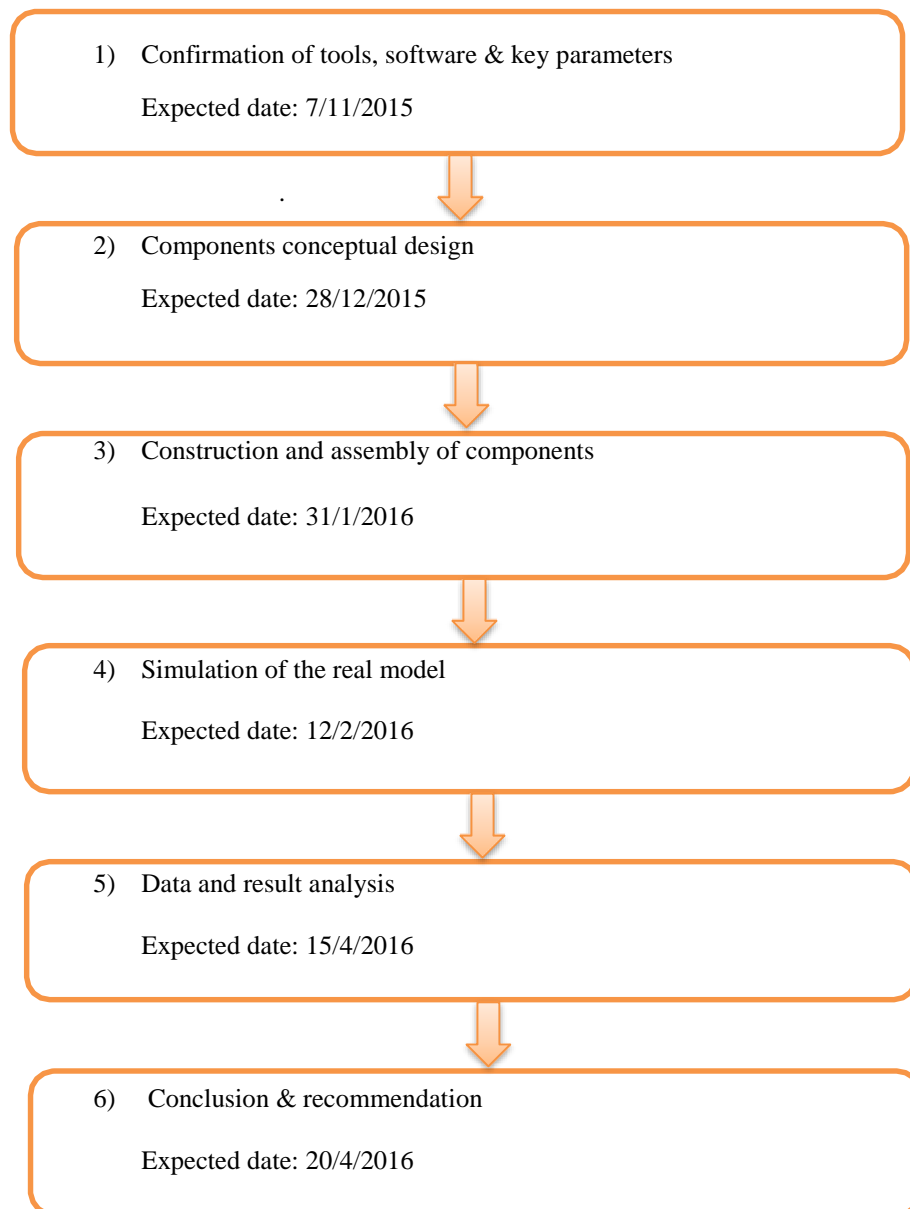 1) Confirmation of tools, software & key parameters
Expected date: 7/11/2015
.
2) Components conceptual design
Expected date: 28/12/2015
3) Construction and assembly of components
Expected date: 31/1/2016
4) Simulation of the real model
Expected date: 12/2/2016
5) Data and result analysis
Expected date: 15/4/2016
6) Conclusion & recommendation
Expected date: 20/4/2016